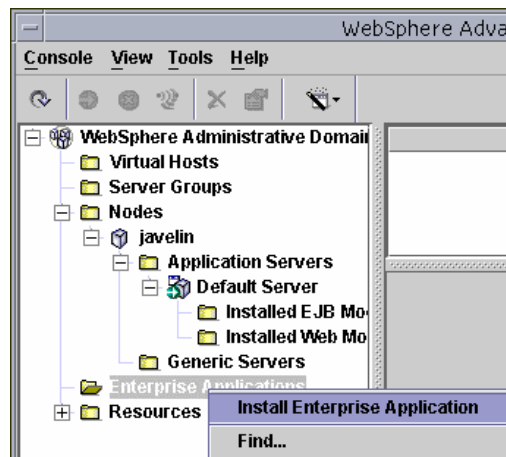 WebSphere Adva
Console View Tools Help
WebSphere Administrative Domain
Virtual Hosts
Server Groups
Nodes
javelin
Application Servers
Default Server
Installed EJB Mo
Installed Web Mo
Generic Servers
Enterprise Applications
Resources
Install Enterprise Application
Find...